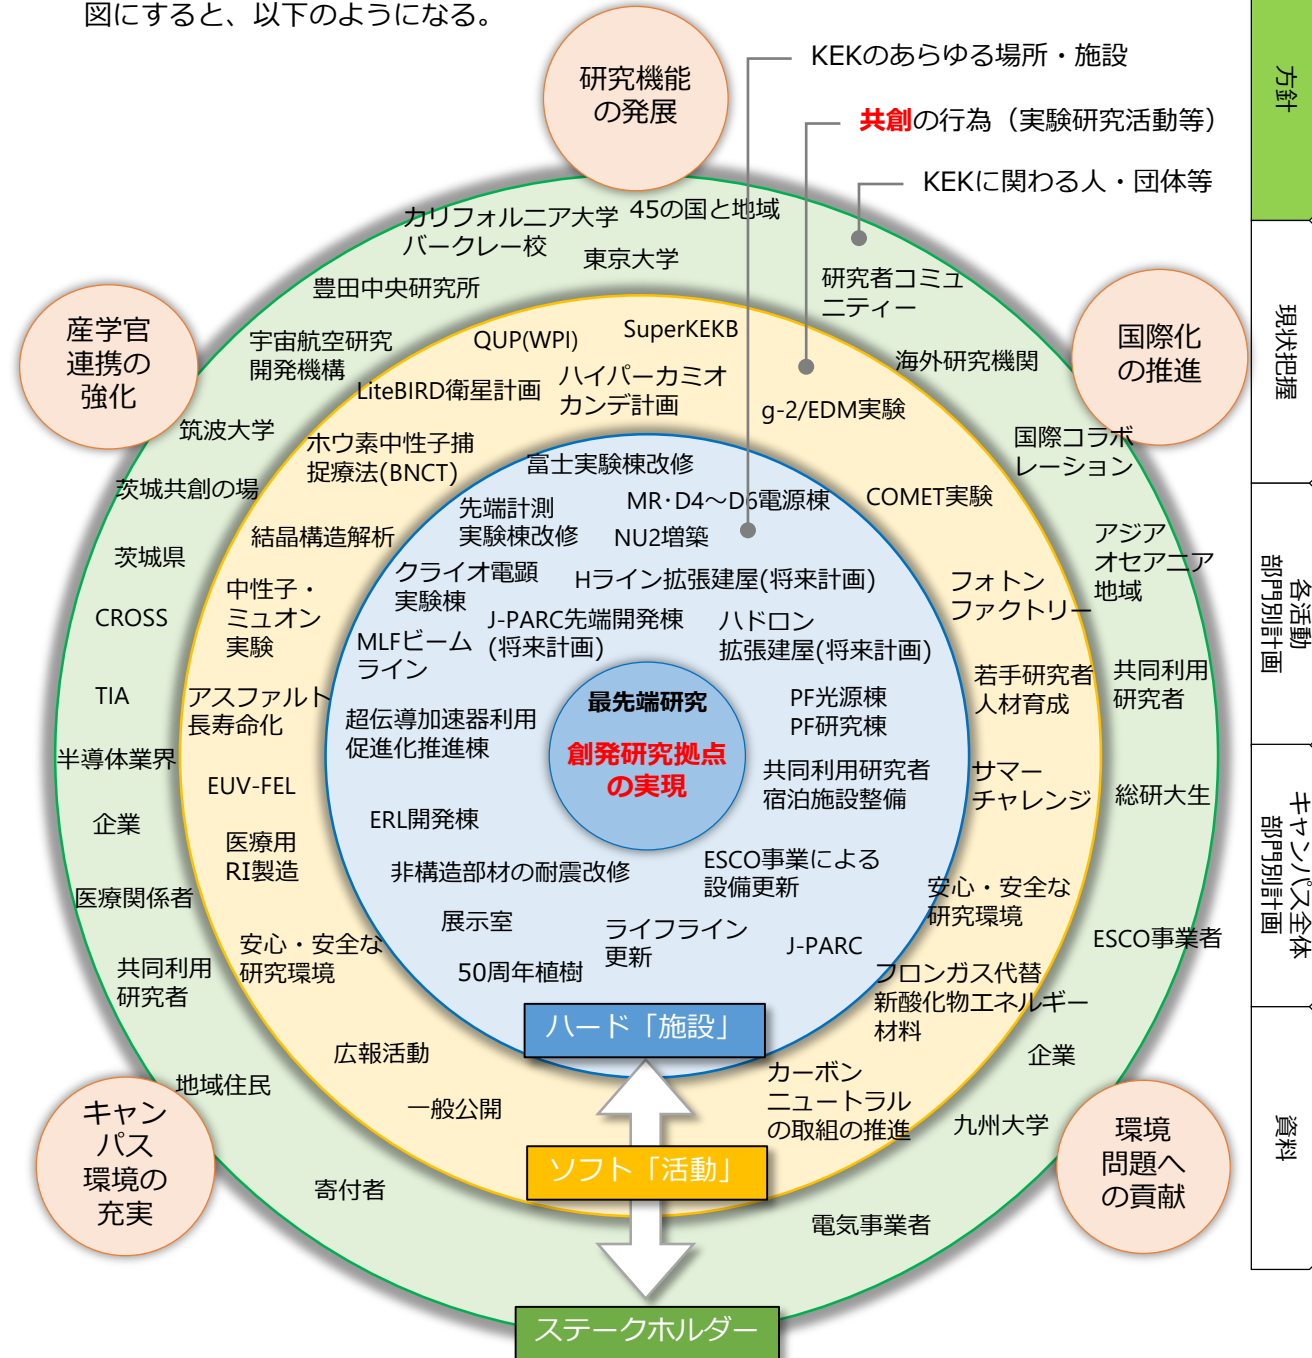 図にすると、以下のようになる。
研究機能
の発展
KEKのあらゆる場所・施設
共創の行為（実験研究活動等）
KEKに関わる人・団体等
カリフォルニア大学
バークレー校
45の国と地域
東京大学
豊田中央研究所
研究者コミュ
ニティー
産学官
連携の
強化
宇宙航空研究
開発機構
海外研究機関
国際化
の推進
筑波大学
国際コラボ
レーション
茨城共創の場
茨城県
アジア
オセアニア
地域
CROSS
TIA
共同利用
研究者
半導体業界
総研大生
企業
医療関係者
ESCO事業者
共同利用
研究者
企業
地域住民
九州大学
寄付者
電気事業者
キャン
パス
環境の
充実
環境
問題へ
の貢献
QUP(WPI)
SuperKEKB
LiteBIRD衛星計画
ハイパーカミオ
カンデ計画
g-2/EDM実験
ホウ素中性子捕
捉療法(BNCT)
COMET実験
結晶構造解析
中性子・
ミュオン
実験
フォトン
ファクトリー
アスファルト
長寿命化
若手研究者
人材育成
EUV-FEL
サマー
チャレンジ
医療用
RI製造
安心・安全な
研究環境
安心・安全な
研究環境
フロンガス代替
新酸化物エネルギー
材料
広報活動
一般公開
カーボン
ニュートラル
の取組の推進
富士実験棟改修
先端計測
実験棟改修
MR･D4～D6電源棟
NU2増築
クライオ電顕
実験棟
Hライン拡張建屋(将来計画)
J-PARC先端開発棟
(将来計画)
ハドロン
拡張建屋(将来計画)
MLFビーム
ライン
超伝導加速器利用
促進化推進棟
PF光源棟
PF研究棟
最先端研究
創発研究拠点
の実現
共同利用研究者
宿泊施設整備
ERL開発棟
非構造部材の耐震改修
ESCO事業による
設備更新
展示室
ライフライン
更新
J-PARC
50周年植樹
ハード「施設」
ソフト「活動」
ステークホルダー
方針
現状把握
各活動
部門別計画
キャンパス全体
部門別計画
資料